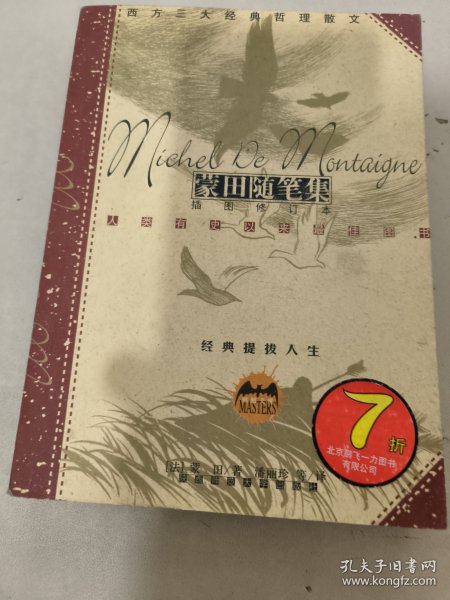 西方三大经典哲理散文
Michel De Montaigne
蒙田随笔集
插图修订本
人类有史以来最佳图书
经典提拔人生
MASTERS
7折
北京鹏飞一力图书
有限公司
[法]蒙 田/著 潘丽珍 等/译
孔夫子旧书网
www.kongfz.com